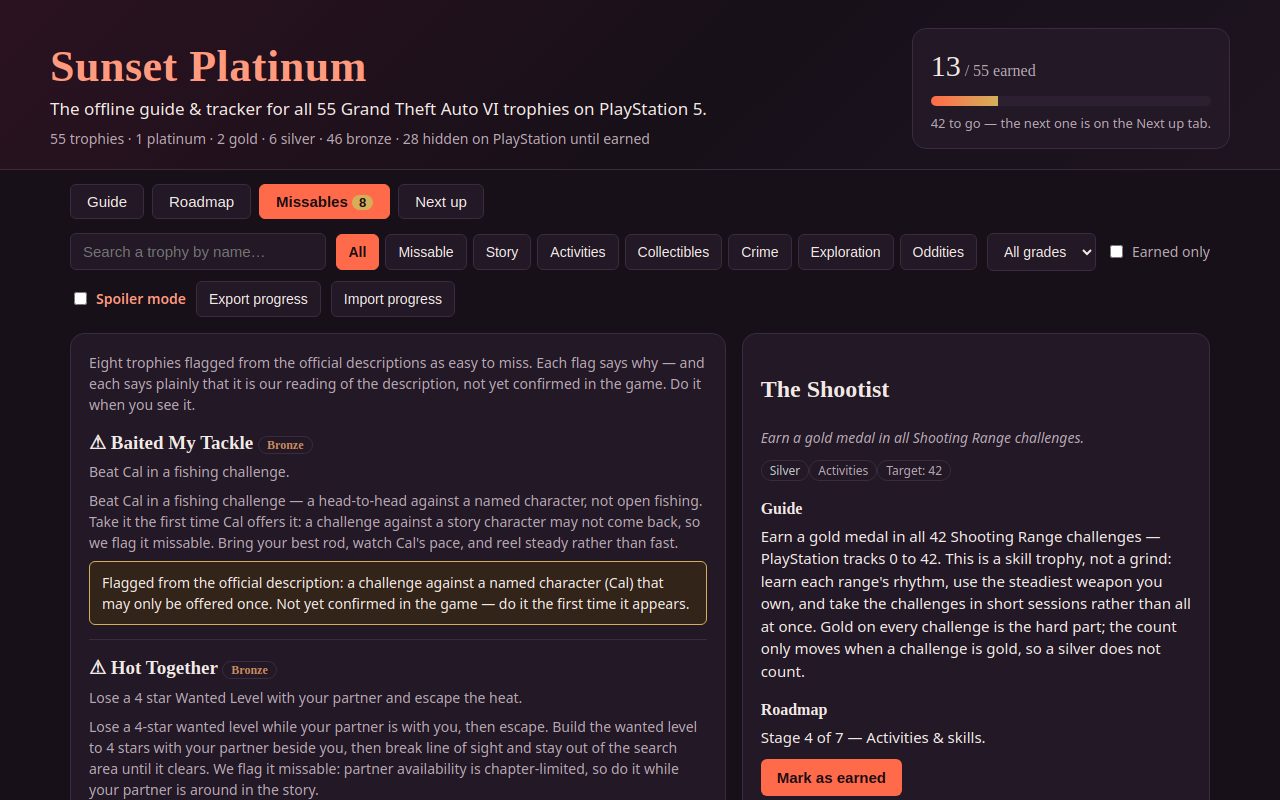 Sunset Platinum
The offline guide & tracker for all 55 Grand Theft Auto VI trophies on PlayStation 5.
55 trophies · 1 platinum · 2 gold · 6 silver · 46 bronze · 28 hidden on PlayStation until earned
13 / 55 earned
42 to go — the next one is on the Next up tab.
Guide
Roadmap
Missables 8
Next up
Search a trophy by name…
All
Missable
Story
Activities
Collectibles
Crime
Exploration
Oddities
All grades
Earned only
Spoiler mode
Export progress
Import progress
Eight trophies flagged from the official descriptions as easy to miss. Each flag says why — and
each says plainly that it is our reading of the description, not yet confirmed in the game. Do it
when you see it.
⚠ Baited My Tackle Bronze
Beat Cal in a fishing challenge.
Beat Cal in a fishing challenge — a head-to-head against a named character, not open fishing.
Take it the first time Cal offers it: a challenge against a story character may not come back, so
we flag it missable. Bring your best rod, watch Cal's pace, and reel steady rather than fast.
Flagged from the official description: a challenge against a named character (Cal) that
may only be offered once. Not yet confirmed in the game — do it the first time it appears.
⚠ Hot Together Bronze
Lose a 4 star Wanted Level with your partner and escape the heat.
Lose a 4-star wanted level while your partner is with you, then escape. Build the wanted level
to 4 stars with your partner beside you, then break line of sight and stay out of the search
area until it clears. We flag it missable: partner availability is chapter-limited, so do it while
your partner is around in the story.
The Shootist
Earn a gold medal in all Shooting Range challenges.
Silver
Activities
Target: 42
Guide
Earn a gold medal in all 42 Shooting Range challenges —
PlayStation tracks 0 to 42. This is a skill trophy, not a grind:
learn each range's rhythm, use the steadiest weapon you
own, and take the challenges in short sessions rather than all
at once. Gold on every challenge is the hard part; the count
only moves when a challenge is gold, so a silver does not
count.
Roadmap
Stage 4 of 7 — Activities & skills.
Mark as earned